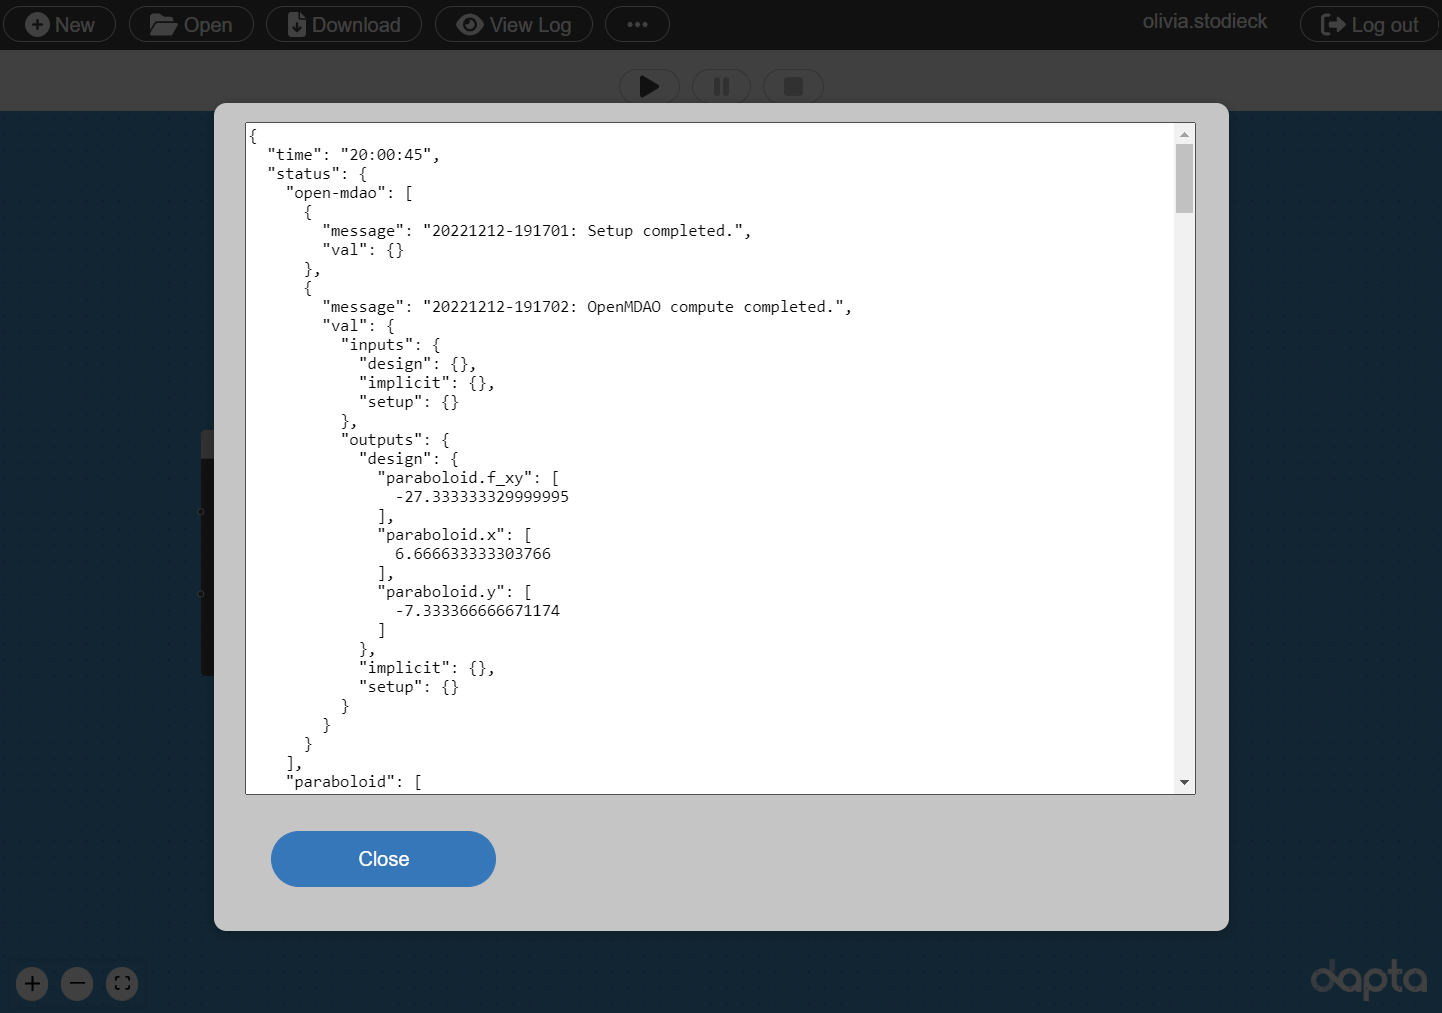 New Open Download View Log ••• olivia.stodieck Log out
{
  "time": "20:00:45",
  "status": {
    "open-mdao": [
      {
        "message": "20221212-191701: Setup completed.",
        "val": {}
      },
      {
        "message": "20221212-191702: OpenMDAO compute completed.",
        "val": {
          "inputs": {
            "design": {},
            "implicit": {},
            "setup": {}
          },
          "outputs": {
            "design": {
              "paraboloid.f_xy": [
                -27.333333329999995
              ],
              "paraboloid.x": [
                6.666633333303766
              ],
              "paraboloid.y": [
                -7.333366666671174
              ]
            },
            "implicit": {},
            "setup": {}
          }
        }
      }
    ],
    "paraboloid": [
Close
dapta